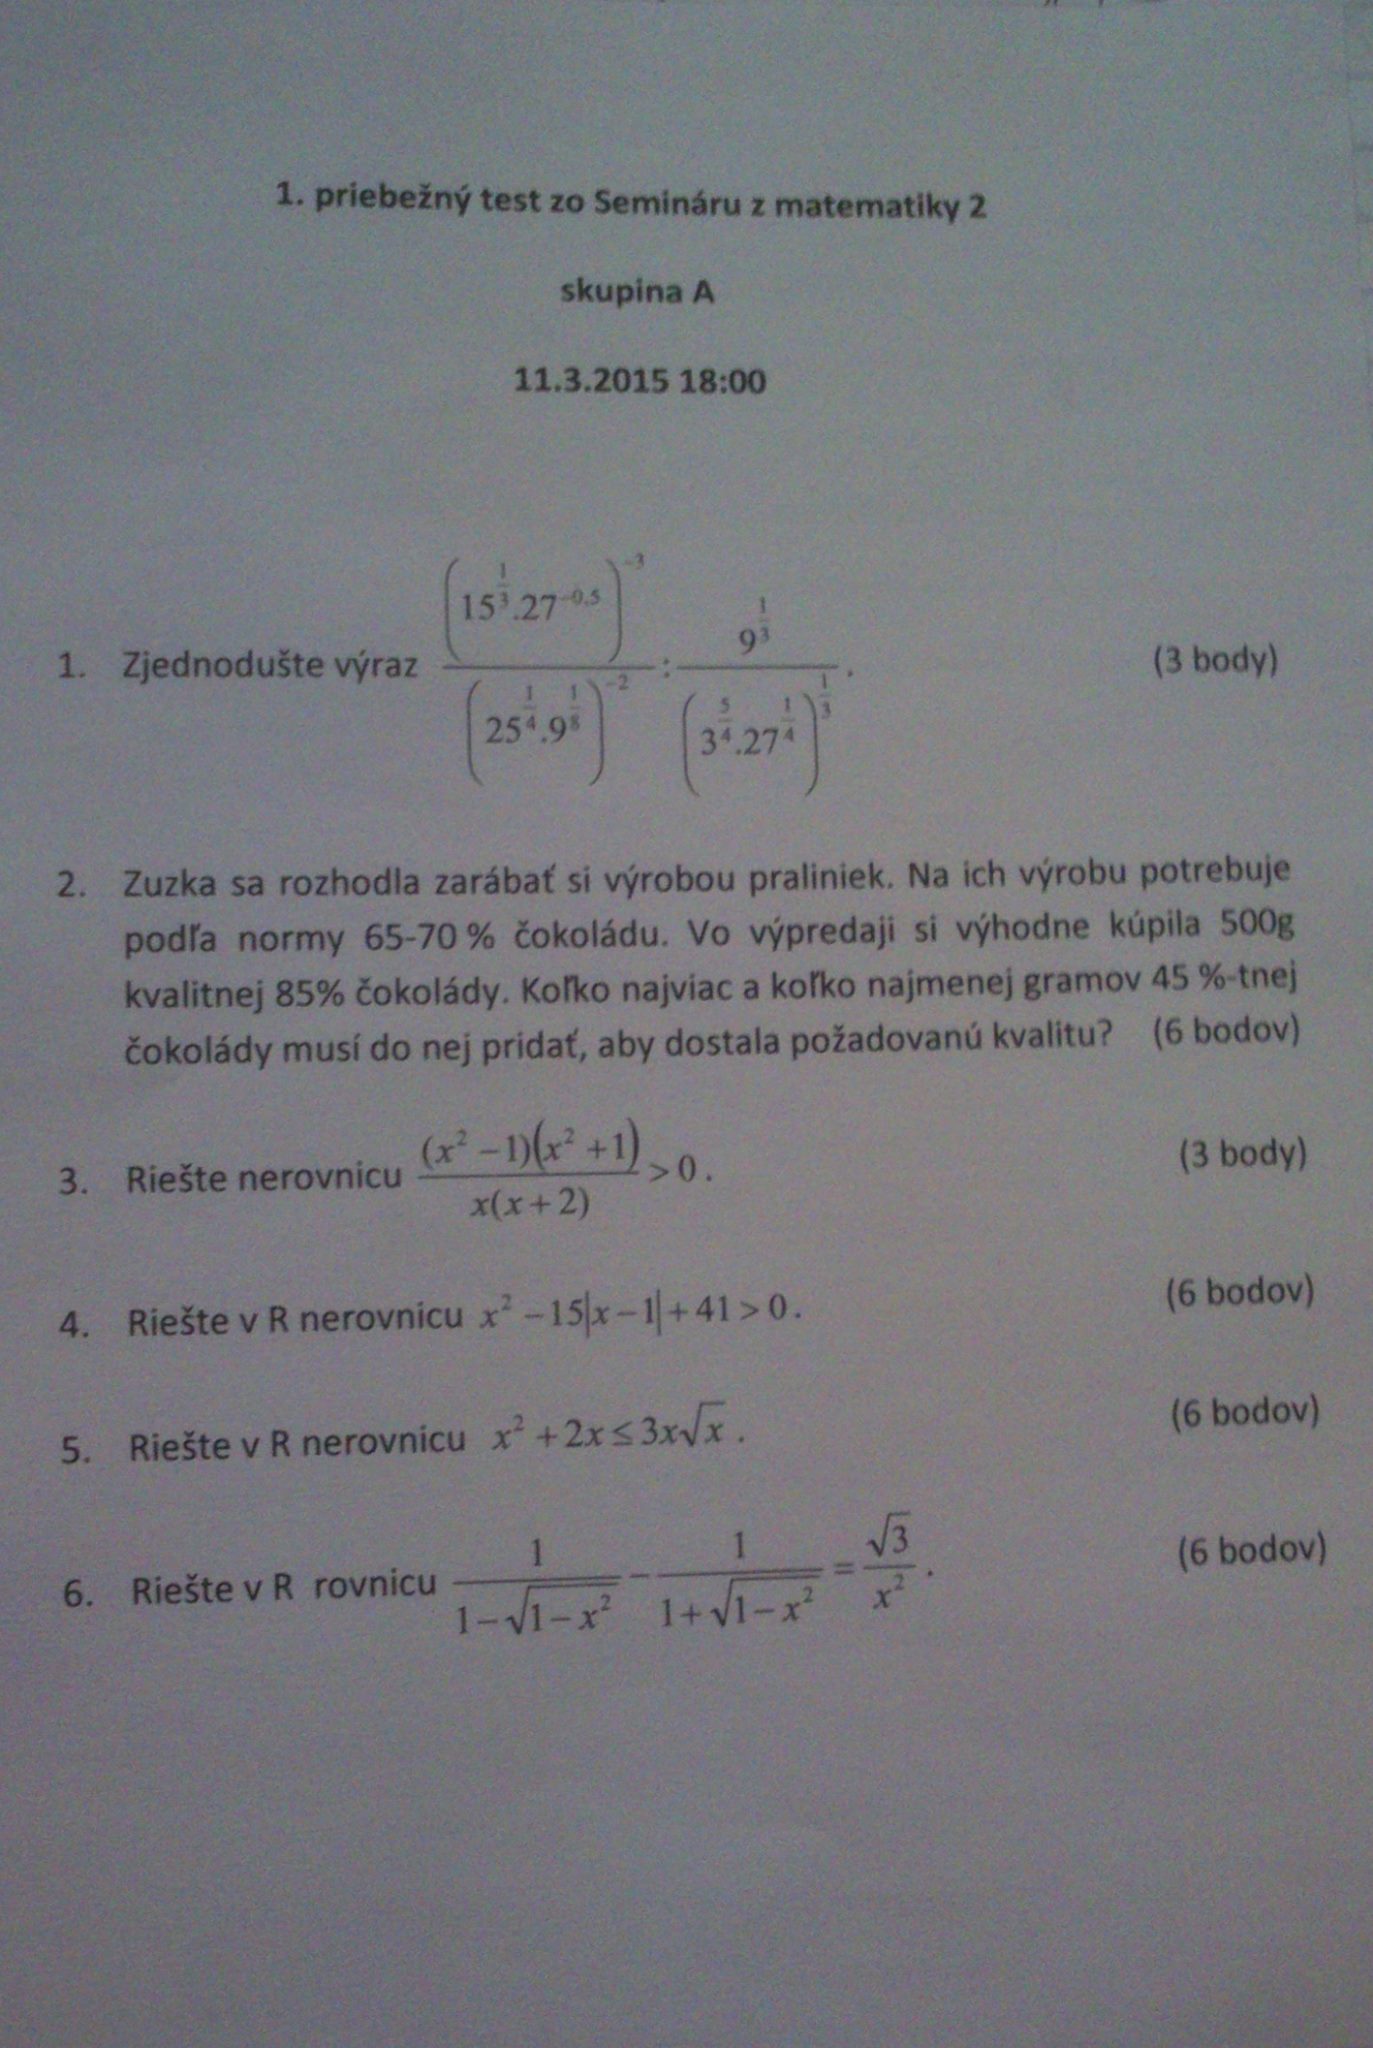 1. priebežný test zo Semináru z matematiky 2
skupina A
11.3.2015 18:00
1. Zjednodušte výraz \frac{\left(15^{\frac{1}{3}}.27^{-0,5}\right)^{-3}}{\left(25^{\frac{1}{4}}.9^{\frac{1}{8}}\right)^{-2}} : \frac{9^{\frac{1}{3}}}{\left(3^{\frac{5}{4}}.27^{\frac{1}{4}}\right)^{\frac{1}{3}}}. (3 body)
2. Zuzka sa rozhodla zarábať si výrobou praliniek. Na ich výrobu potrebuje
podľa normy 65-70 % čokoládu. Vo výpredaji si výhodne kúpila 500g
kvalitnej 85% čokolády. Koľko najviac a koľko najmenej gramov 45 %-tnej
čokolády musí do nej pridať, aby dostala požadovanú kvalitu? (6 bodov)
3. Riešte nerovnicu \frac{(x^2-1)(x^2+1)}{x(x+2)} > 0. (3 body)
4. Riešte v R nerovnicu x^2 - 15|x-1| + 41 > 0. (6 bodov)
5. Riešte v R nerovnicu x^2 + 2x ≤ 3x\sqrt{x}. (6 bodov)
6. Riešte v R rovnicu \frac{1}{1-\sqrt{1-x^2}} - \frac{1}{1+\sqrt{1-x^2}} = \frac{\sqrt{3}}{x^2}. (6 bodov)